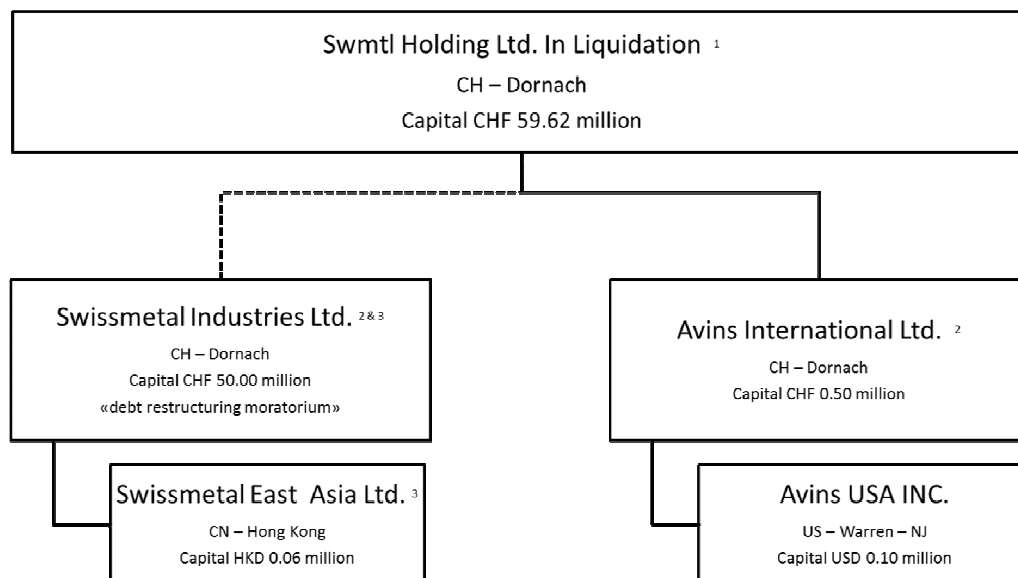 Swmtl Holding Ltd. In Liquidation 1
CH – Dornach
Capital CHF 59.62 million
Swissmetal Industries Ltd. 2 & 3
CH – Dornach
Capital CHF 50.00 million
«debt restructuring moratorium»
Avins International Ltd. 2
CH – Dornach
Capital CHF 0.50 million
Swissmetal East Asia Ltd. 3
CN – Hong Kong
Capital HKD 0.06 million
Avins USA INC.
US – Warren – NJ
Capital USD 0.10 million